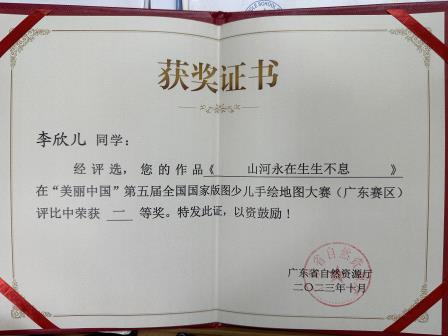 获奖证书
李欣儿 同学：
经评选，您的作品《 山河永在生生不息 》
在“美丽中国”第五届全国国家版图少儿手绘地图大赛（广东赛区）
评比中荣获 一 等奖。特发此证，以资鼓励！
广东省自然资源厅
二〇二三年十月